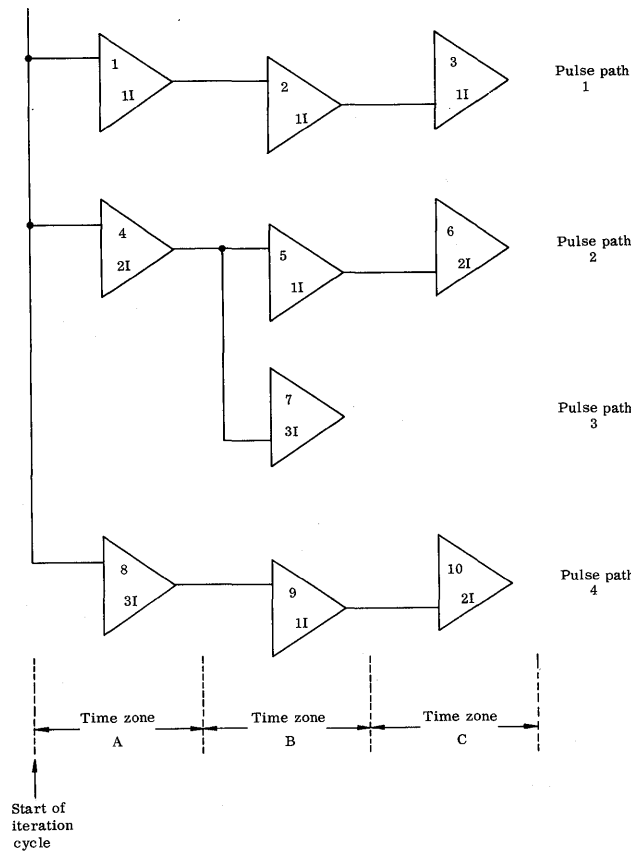 1
1I
2
1I
3
1I
Pulse path
1
4
2I
5
1I
6
2I
Pulse path
2
7
3I
Pulse path
3
8
3I
9
1I
10
2I
Pulse path
4
Time zone
A
Time zone
B
Time zone
C
Start of
iteration
cycle